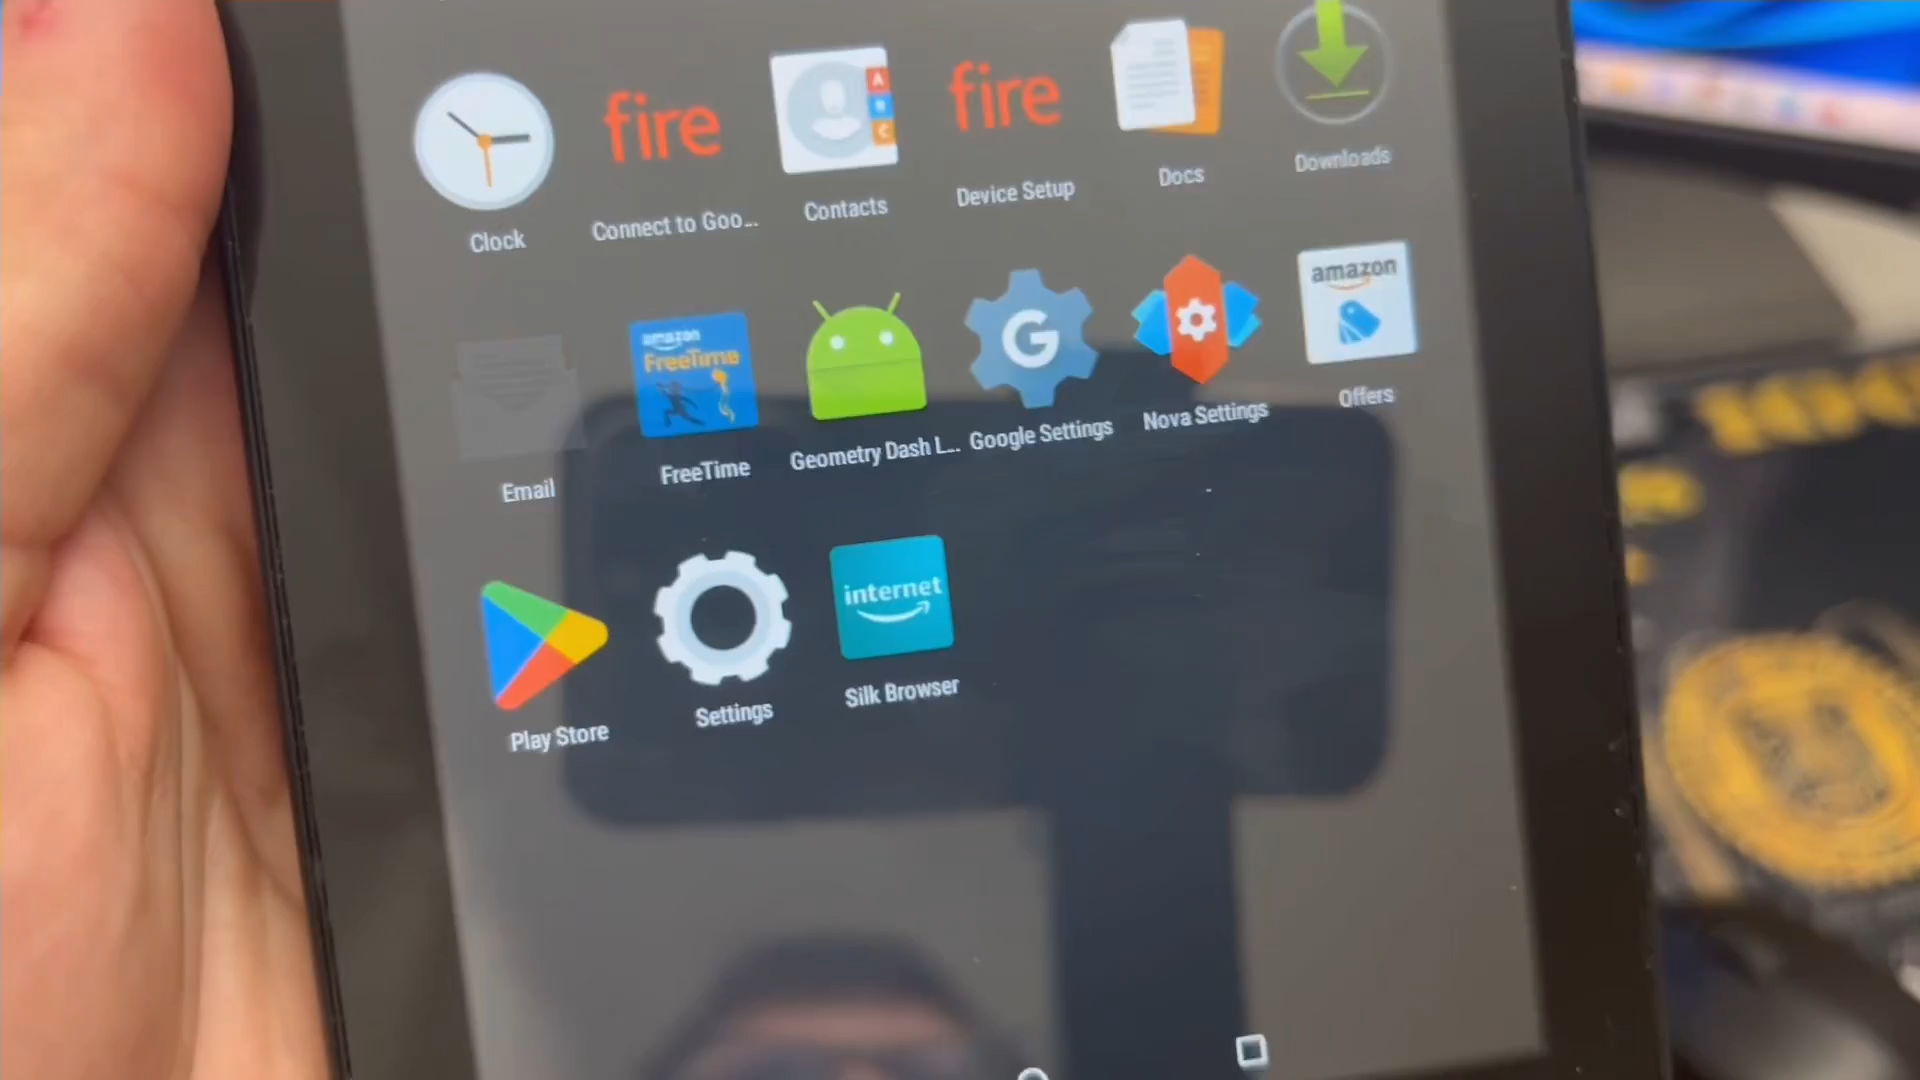 fire
A
B
C
fire
Clock
Connect to Goo...
Contacts
Device Setup
Docs
Downloads
amazon
FreeTime
G
amazon
Email
FreeTime
Geometry Dash L...
Google Settings
Nova Settings
Offers
internet
Play Store
Settings
Silk Browser